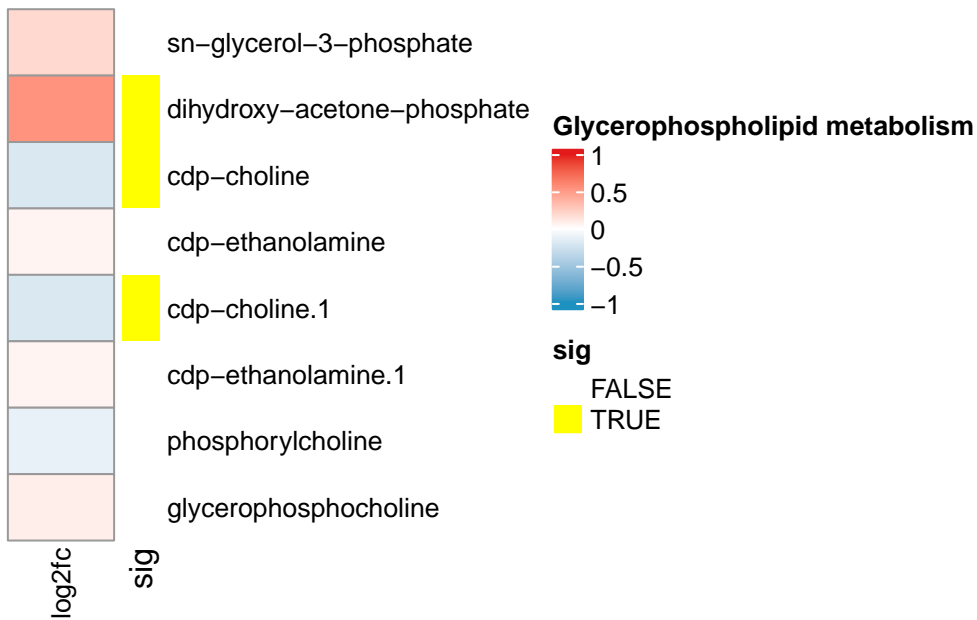 sn−glycerol−3−phosphate
dihydroxy−acetone−phosphate
cdp−choline
cdp−ethanolamine
cdp−choline.1
cdp−ethanolamine.1
phosphorylcholine
glycerophosphocholine
log2fc
sig
Glycerophospholipid metabolism
1
0.5
0
−0.5
−1
sig
FALSE
TRUE